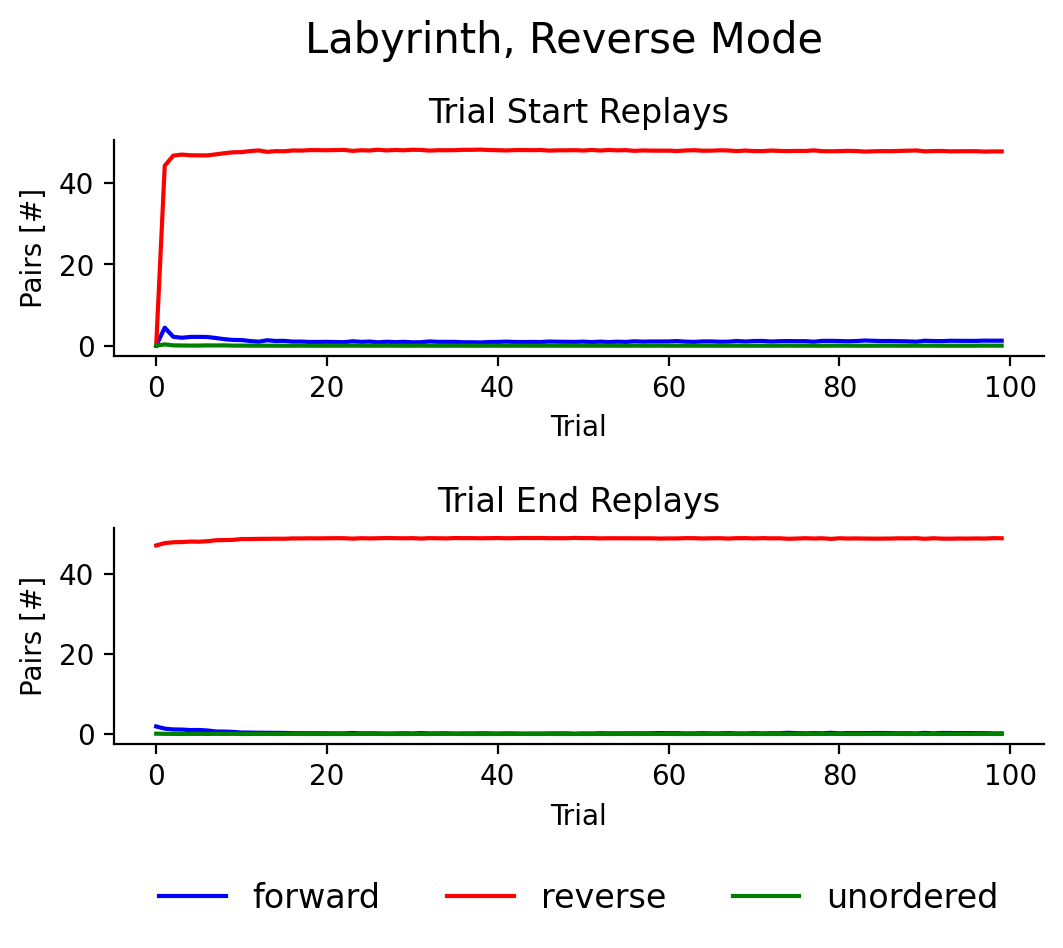 Labyrinth, Reverse Mode
Trial Start Replays
Pairs [#]
40
20
0
0 20 40 60 80 100
Trial
Trial End Replays
Pairs [#]
40
20
0
0 20 40 60 80 100
Trial
forward reverse unordered